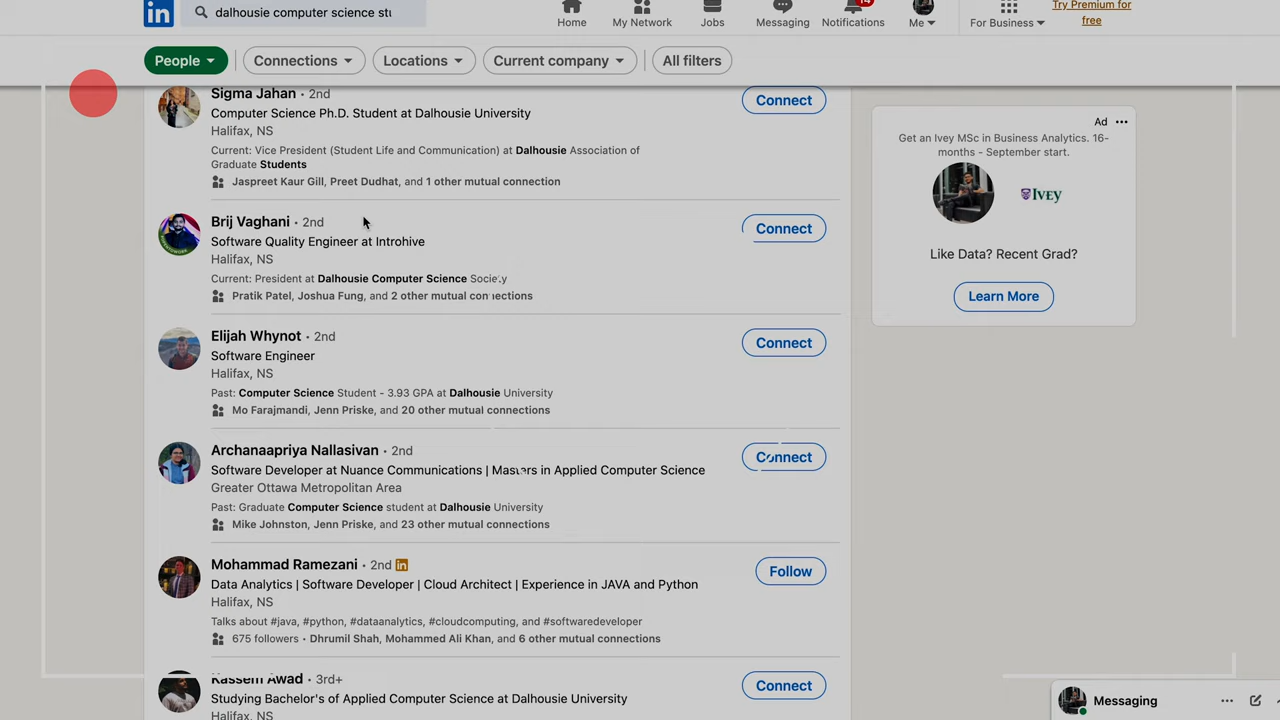 in
dalhousie computer science stu
14
Home
My Network
Jobs
Messaging
Notifications
Me
For Business
Try Premium for
free
People
Connections
Locations
Current company
All filters
Sigma Jahan • 2nd
Computer Science Ph.D. Student at Dalhousie University
Halifax, NS
Current: Vice President (Student Life and Communication) at Dalhousie Association of
Graduate Students
Jaspreet Kaur Gill, Preet Dudhat, and 1 other mutual connection
Connect
Brij Vaghani • 2nd
Software Quality Engineer at Introhive
Halifax, NS
Current: President at Dalhousie Computer Science Society
Pratik Patel, Joshua Fung, and 2 other mutual connections
Connect
Elijah Whynot • 2nd
Software Engineer
Halifax, NS
Past: Computer Science Student - 3.93 GPA at Dalhousie University
Mo Farajmandi, Jenn Priske, and 20 other mutual connections
Connect
Archanaapriya Nallasivan • 2nd
Software Developer at Nuance Communications | Masters in Applied Computer Science
Greater Ottawa Metropolitan Area
Past: Graduate Computer Science student at Dalhousie University
Mike Johnston, Jenn Priske, and 23 other mutual connections
Connect
Mohammad Ramezani • 2nd in
Data Analytics | Software Developer | Cloud Architect | Experience in JAVA and Python
Halifax, NS
Talks about #java, #python, #dataanalytics, #cloudcomputing, and #softwaredeveloper
675 followers • Dhrumil Shah, Mohammed Ali Khan, and 6 other mutual connections
Follow
Kassem Awad • 3rd+
Studying Bachelor's of Applied Computer Science at Dalhousie University
Halifax, NS
Connect
Ad •••
Get an Ivey MSc in Business Analytics. 16-
months - September start.
IVEY
Like Data? Recent Grad?
Learn More
Messaging